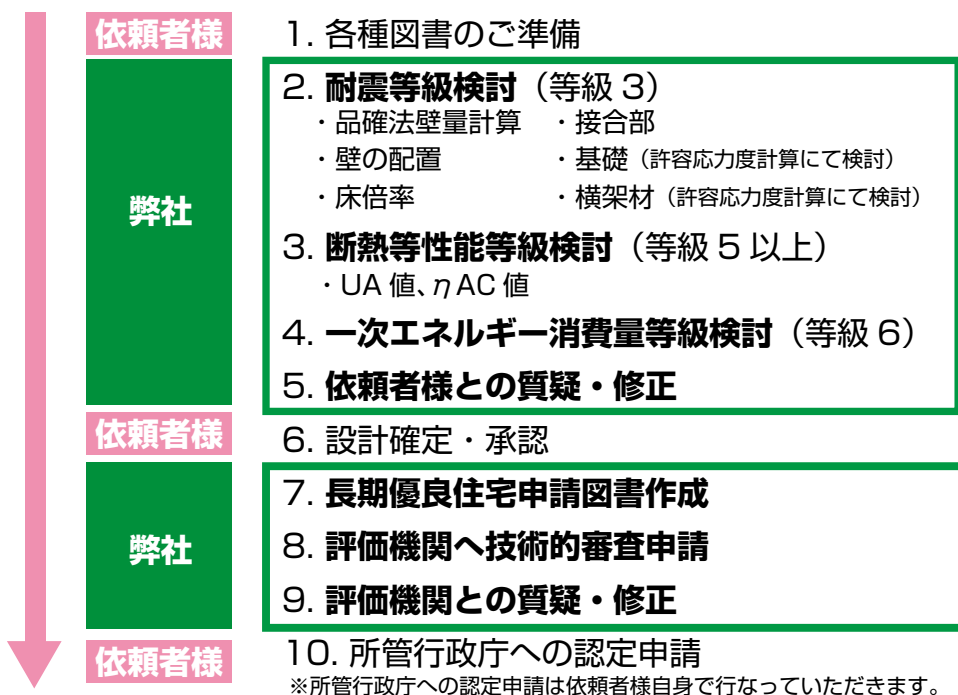 依頼者様 1. 各種図書のご準備
2. 耐震等級検討（等級 3）
・品確法壁量計算 ・接合部
・壁の配置 ・基礎（許容応力度計算にて検討）
弊社
・床倍率 ・横架材（許容応力度計算にて検討）
3. 断熱等性能等級検討（等級 5 以上）
・UA 値、η AC 値
4. 一次エネルギー消費量等級検討（等級 6）
5. 依頼者様との質疑・修正
依頼者様 6. 設計確定・承認
7. 長期優良住宅申請図書作成
弊社 8. 評価機関へ技術的審査申請
9. 評価機関との質疑・修正
依頼者様 10. 所管行政庁への認定申請
※所管行政庁への認定申請は依頼者様自身で行なっていただきます。